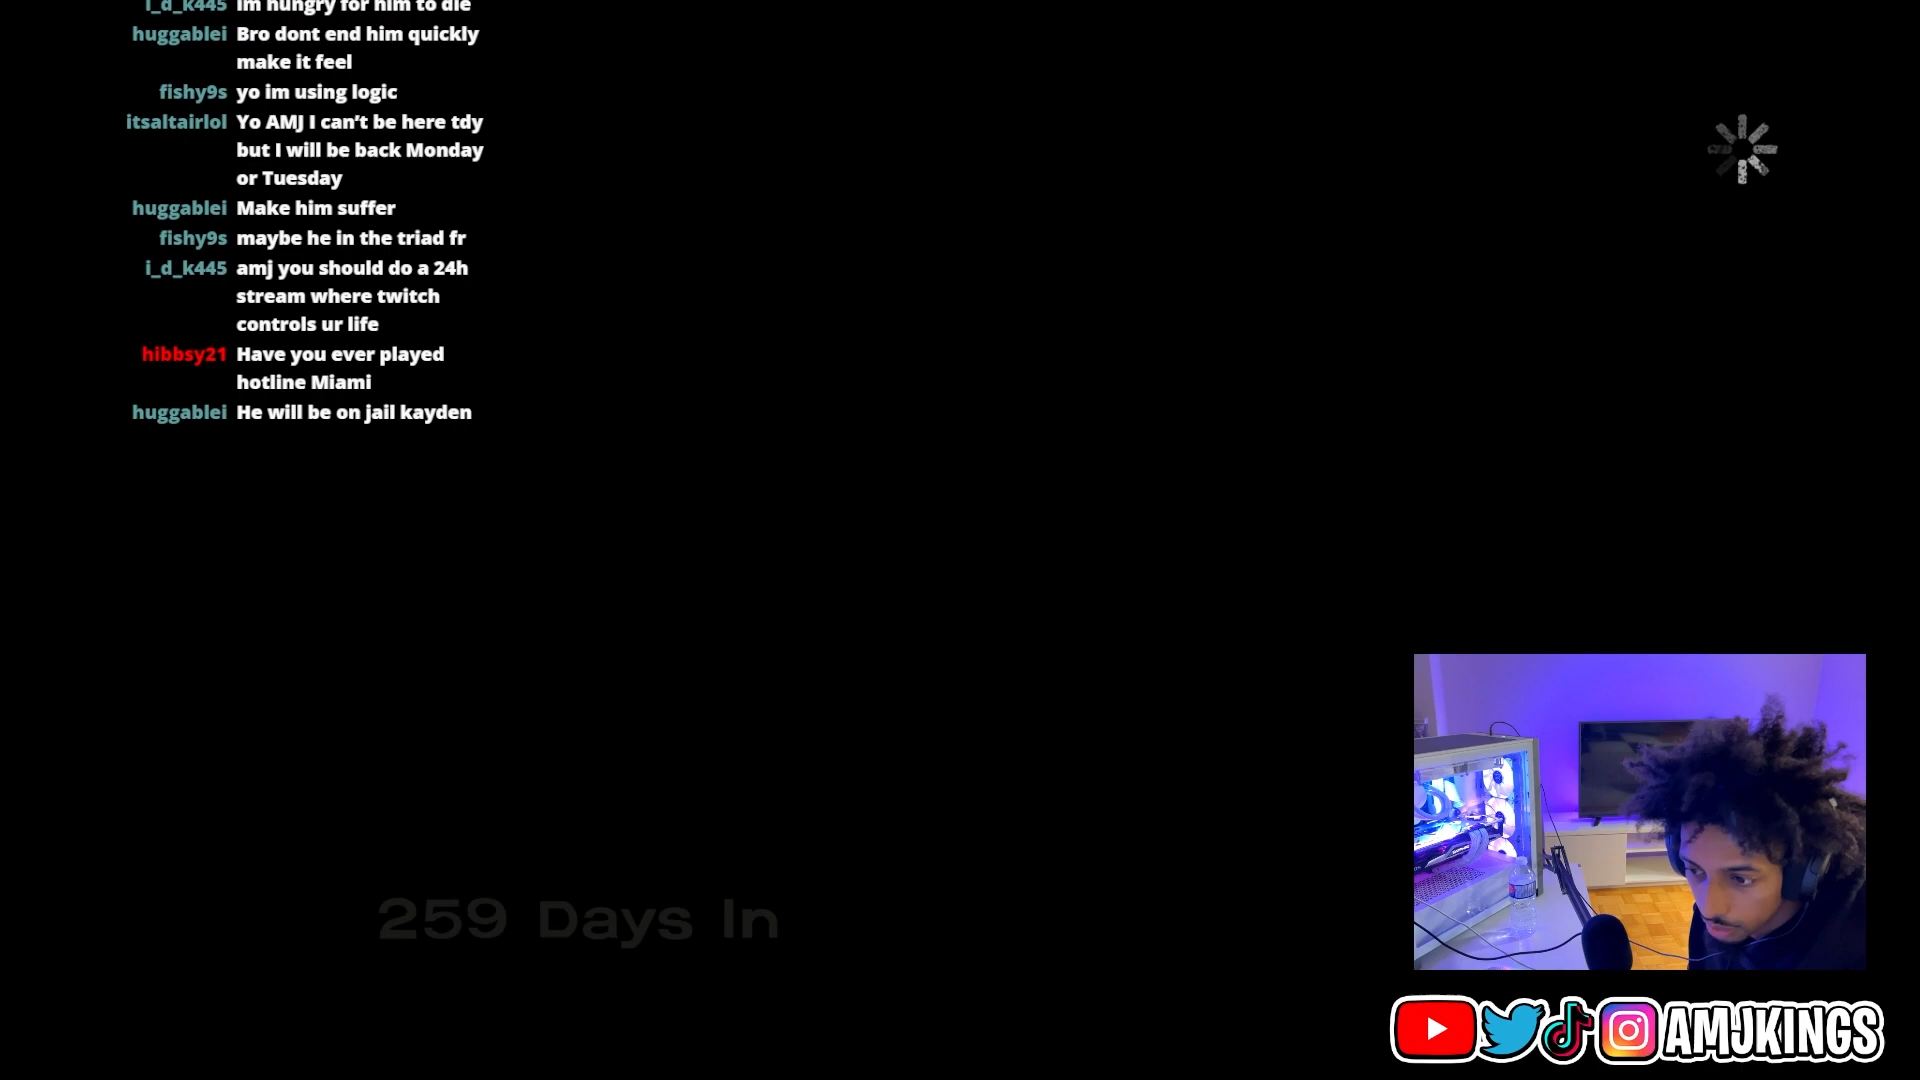 i_d_k445 im hungry for him to die
huggablei Bro dont end him quickly
make it feel
fishy9s yo im using logic
itsaltairlol Yo AMJ I can’t be here tdy
but I will be back Monday
or Tuesday
huggablei Make him suffer
fishy9s maybe he in the triad fr
i_d_k445 amj you should do a 24h
stream where twitch
controls ur life
hibbsy21 Have you ever played
hotline Miami
huggablei He will be on jail kayden
259 Days In
AMJKINGS